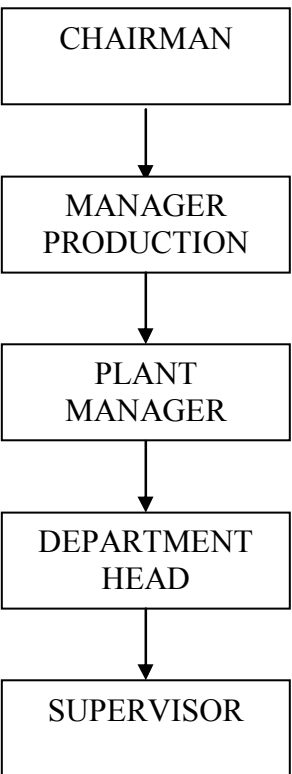 CHAIRMAN
MANAGER
PRODUCTION
PLANT
MANAGER
DEPARTMENT
HEAD
SUPERVISOR